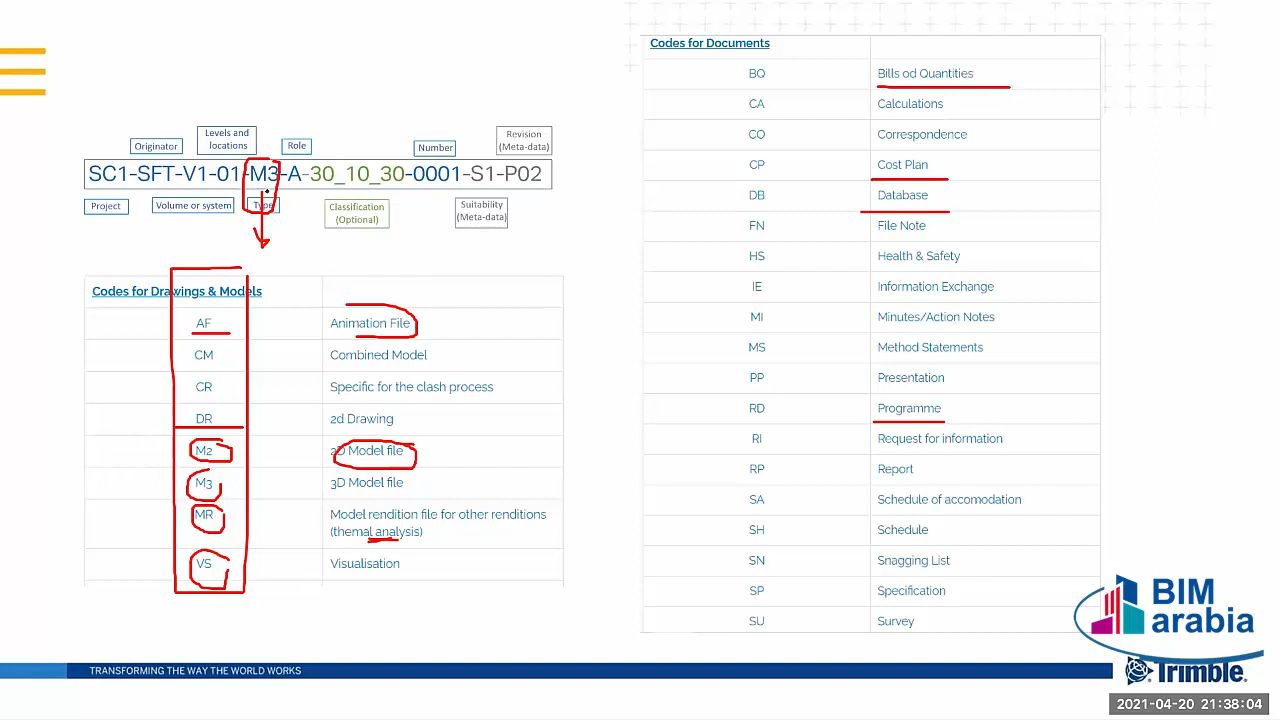 Levels and
locations
Originator
Role
Number
Revision
(Meta-data)
SC1-SFT-V1-01-M3-A-30_10_30-0001-S1-P02
Project
Volume or system
Type
Classification
(Optional)
Suitability
(Meta-data)
Codes for Drawings & Models
AF Animation File
CM Combined Model
CR Specific for the clash process
DR 2d Drawing
M2 2D Model file
M3 3D Model file
MR Model rendition file for other renditions
(themal analysis)
VS Visualisation
Codes for Documents
BQ Bills od Quantities
CA Calculations
CO Correspondence
CP Cost Plan
DB Database
FN File Note
HS Health & Safety
IE Information Exchange
MI Minutes/Action Notes
MS Method Statements
PP Presentation
RD Programme
RI Request for information
RP Report
SA Schedule of accomodation
SH Schedule
SN Snagging List
SP Specification
SU Survey
BIM
arabia
TRANSFORMING THE WAY THE WORLD WORKS
Trimble
2021-04-20 21:38:04